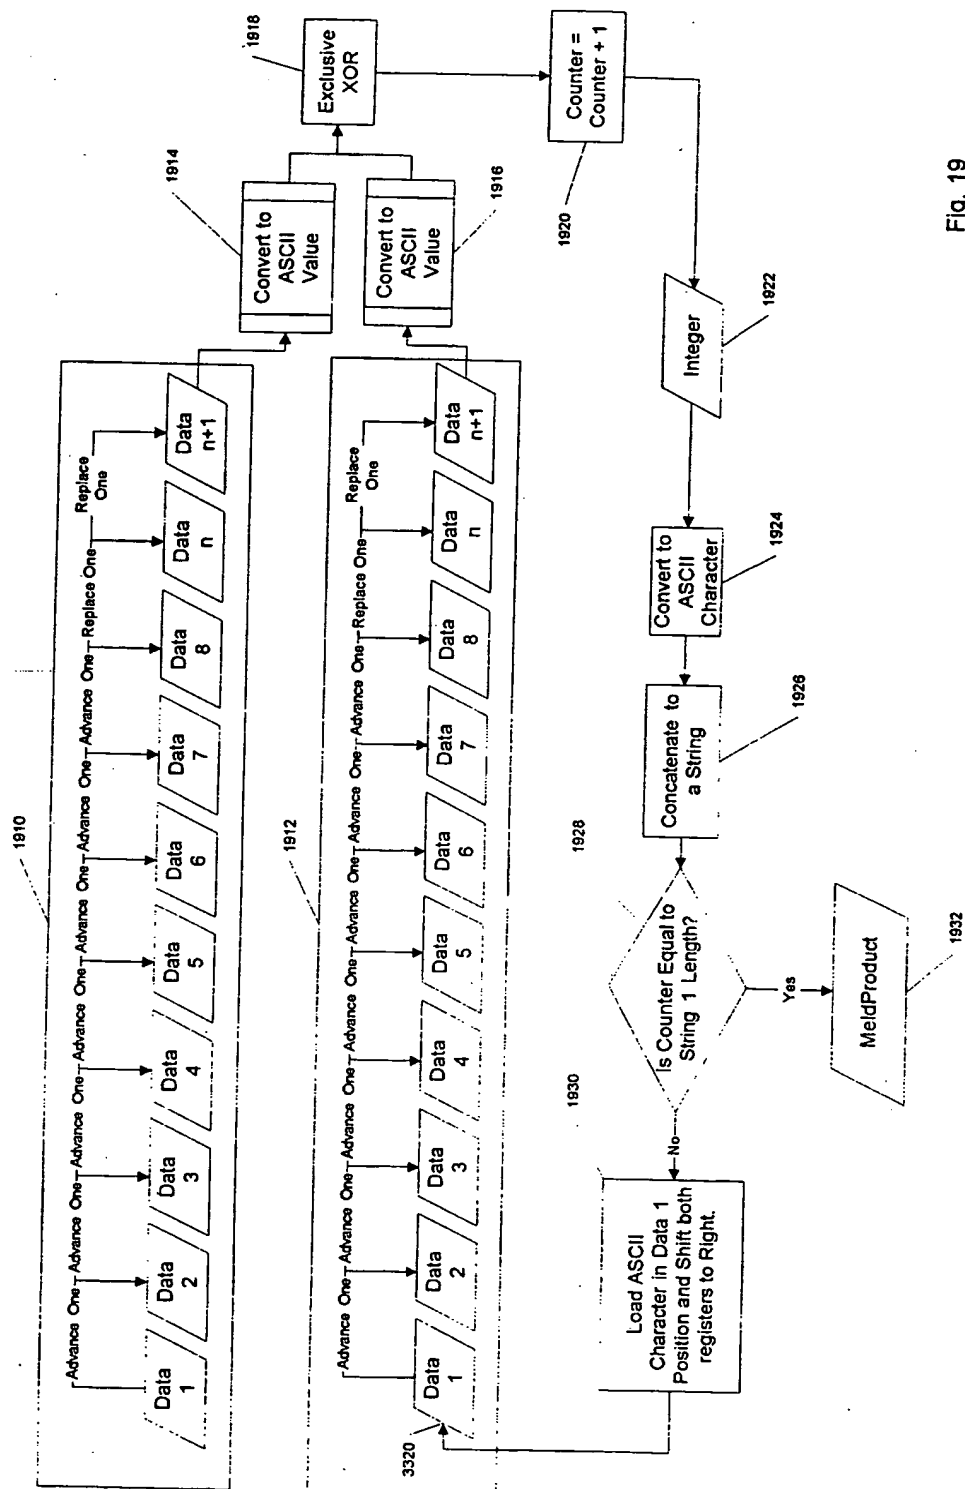 1910
Advance One
Advance One
Advance One
Advance One
Advance One
Advance One
Advance One
Replace One
Replace
One
Data
1
Data
2
Data
3
Data
4
Data
5
Data
6
Data
7
Data
8
Data
n
Data
n+1
1912
Advance One
Advance One
Advance One
Advance One
Advance One
Advance One
Advance One
Replace One
Replace
One
Data
1
Data
2
Data
3
Data
4
Data
5
Data
6
Data
7
Data
8
Data
n
Data
n+1
3320
Convert to
ASCII
Value
1914
Convert to
ASCII
Value
1916
Exclusive
XOR
1918
Counter =
Counter + 1
1920
Integer
1922
Convert to
ASCII
Character
1924
Concatenate to
a String
1926
1928
Is Counter Equal to
String 1 Length?
No
Yes
1930
Load ASCII
Character in Data 1
Position and Shift both
registers to Right.
MeldProduct
1932
Fig. 19